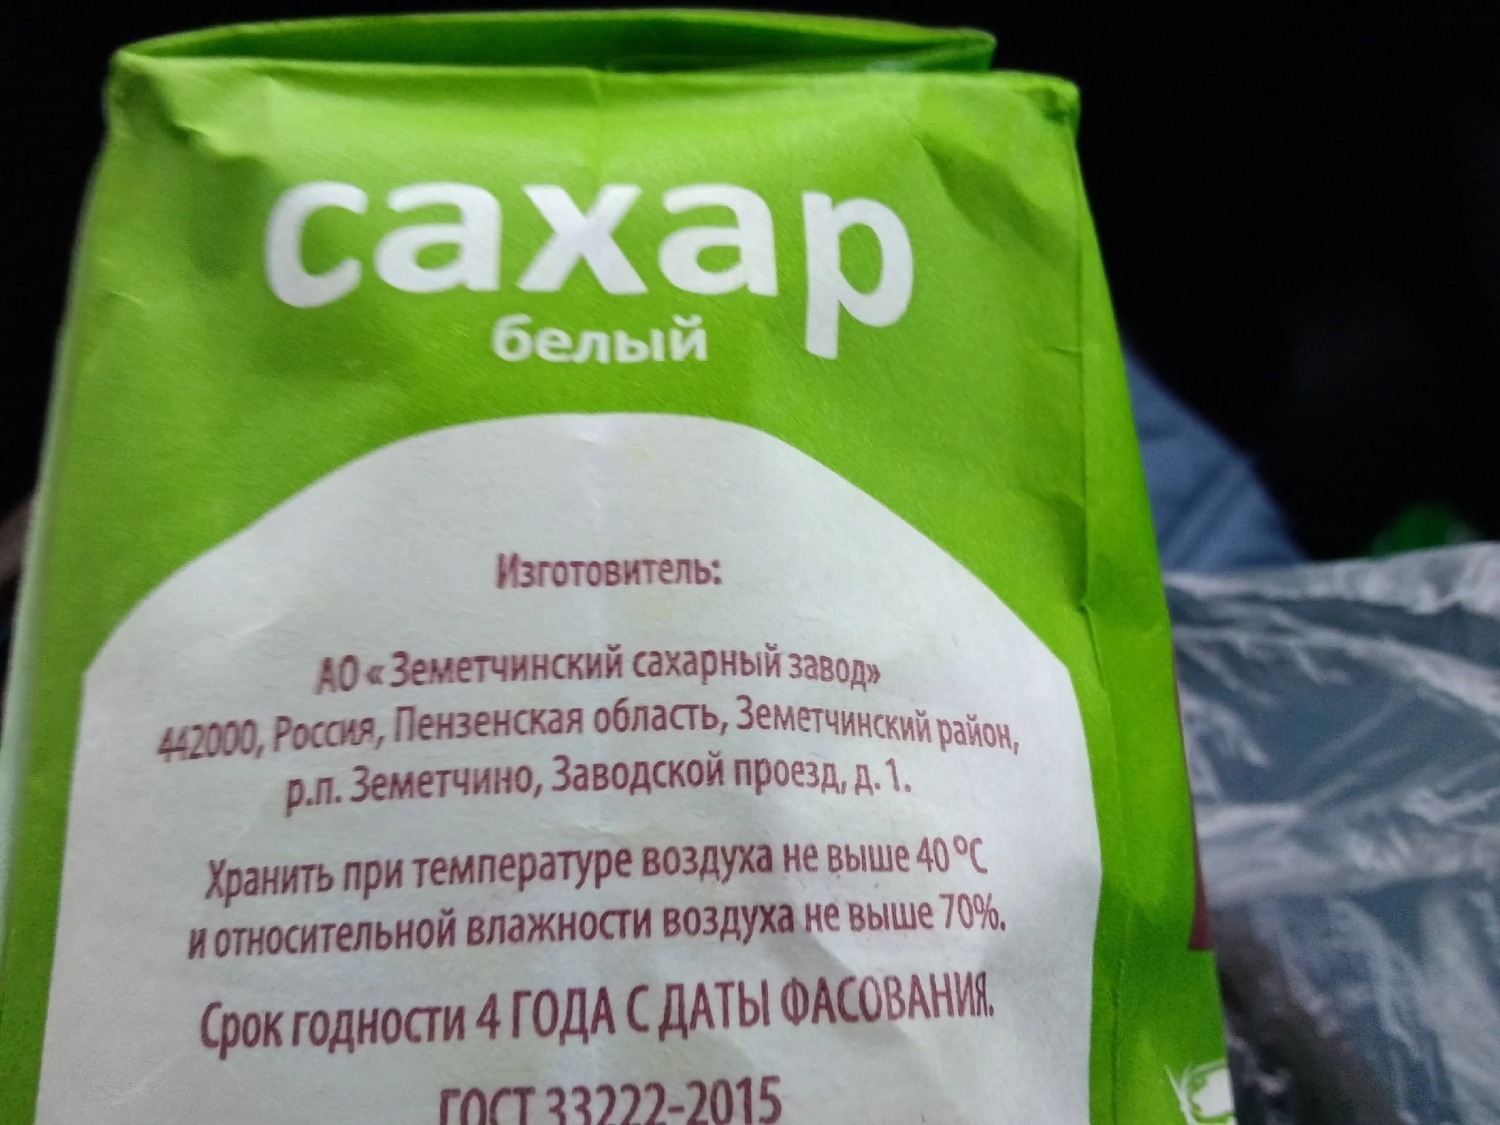 сахар
белый
Изготовитель:
АО « Земетчинский сахарный завод»
442000, Россия, Пензенская область, Земетчинский район,
р.п. Земетчино, Заводской проезд, д. 1.
Хранить при температуре воздуха не выше 40 °С
и относительной влажности воздуха не выше 70%.
Срок годности 4 ГОДА С ДАТЫ ФАСОВАНИЯ.
ГОСТ 33222-2015